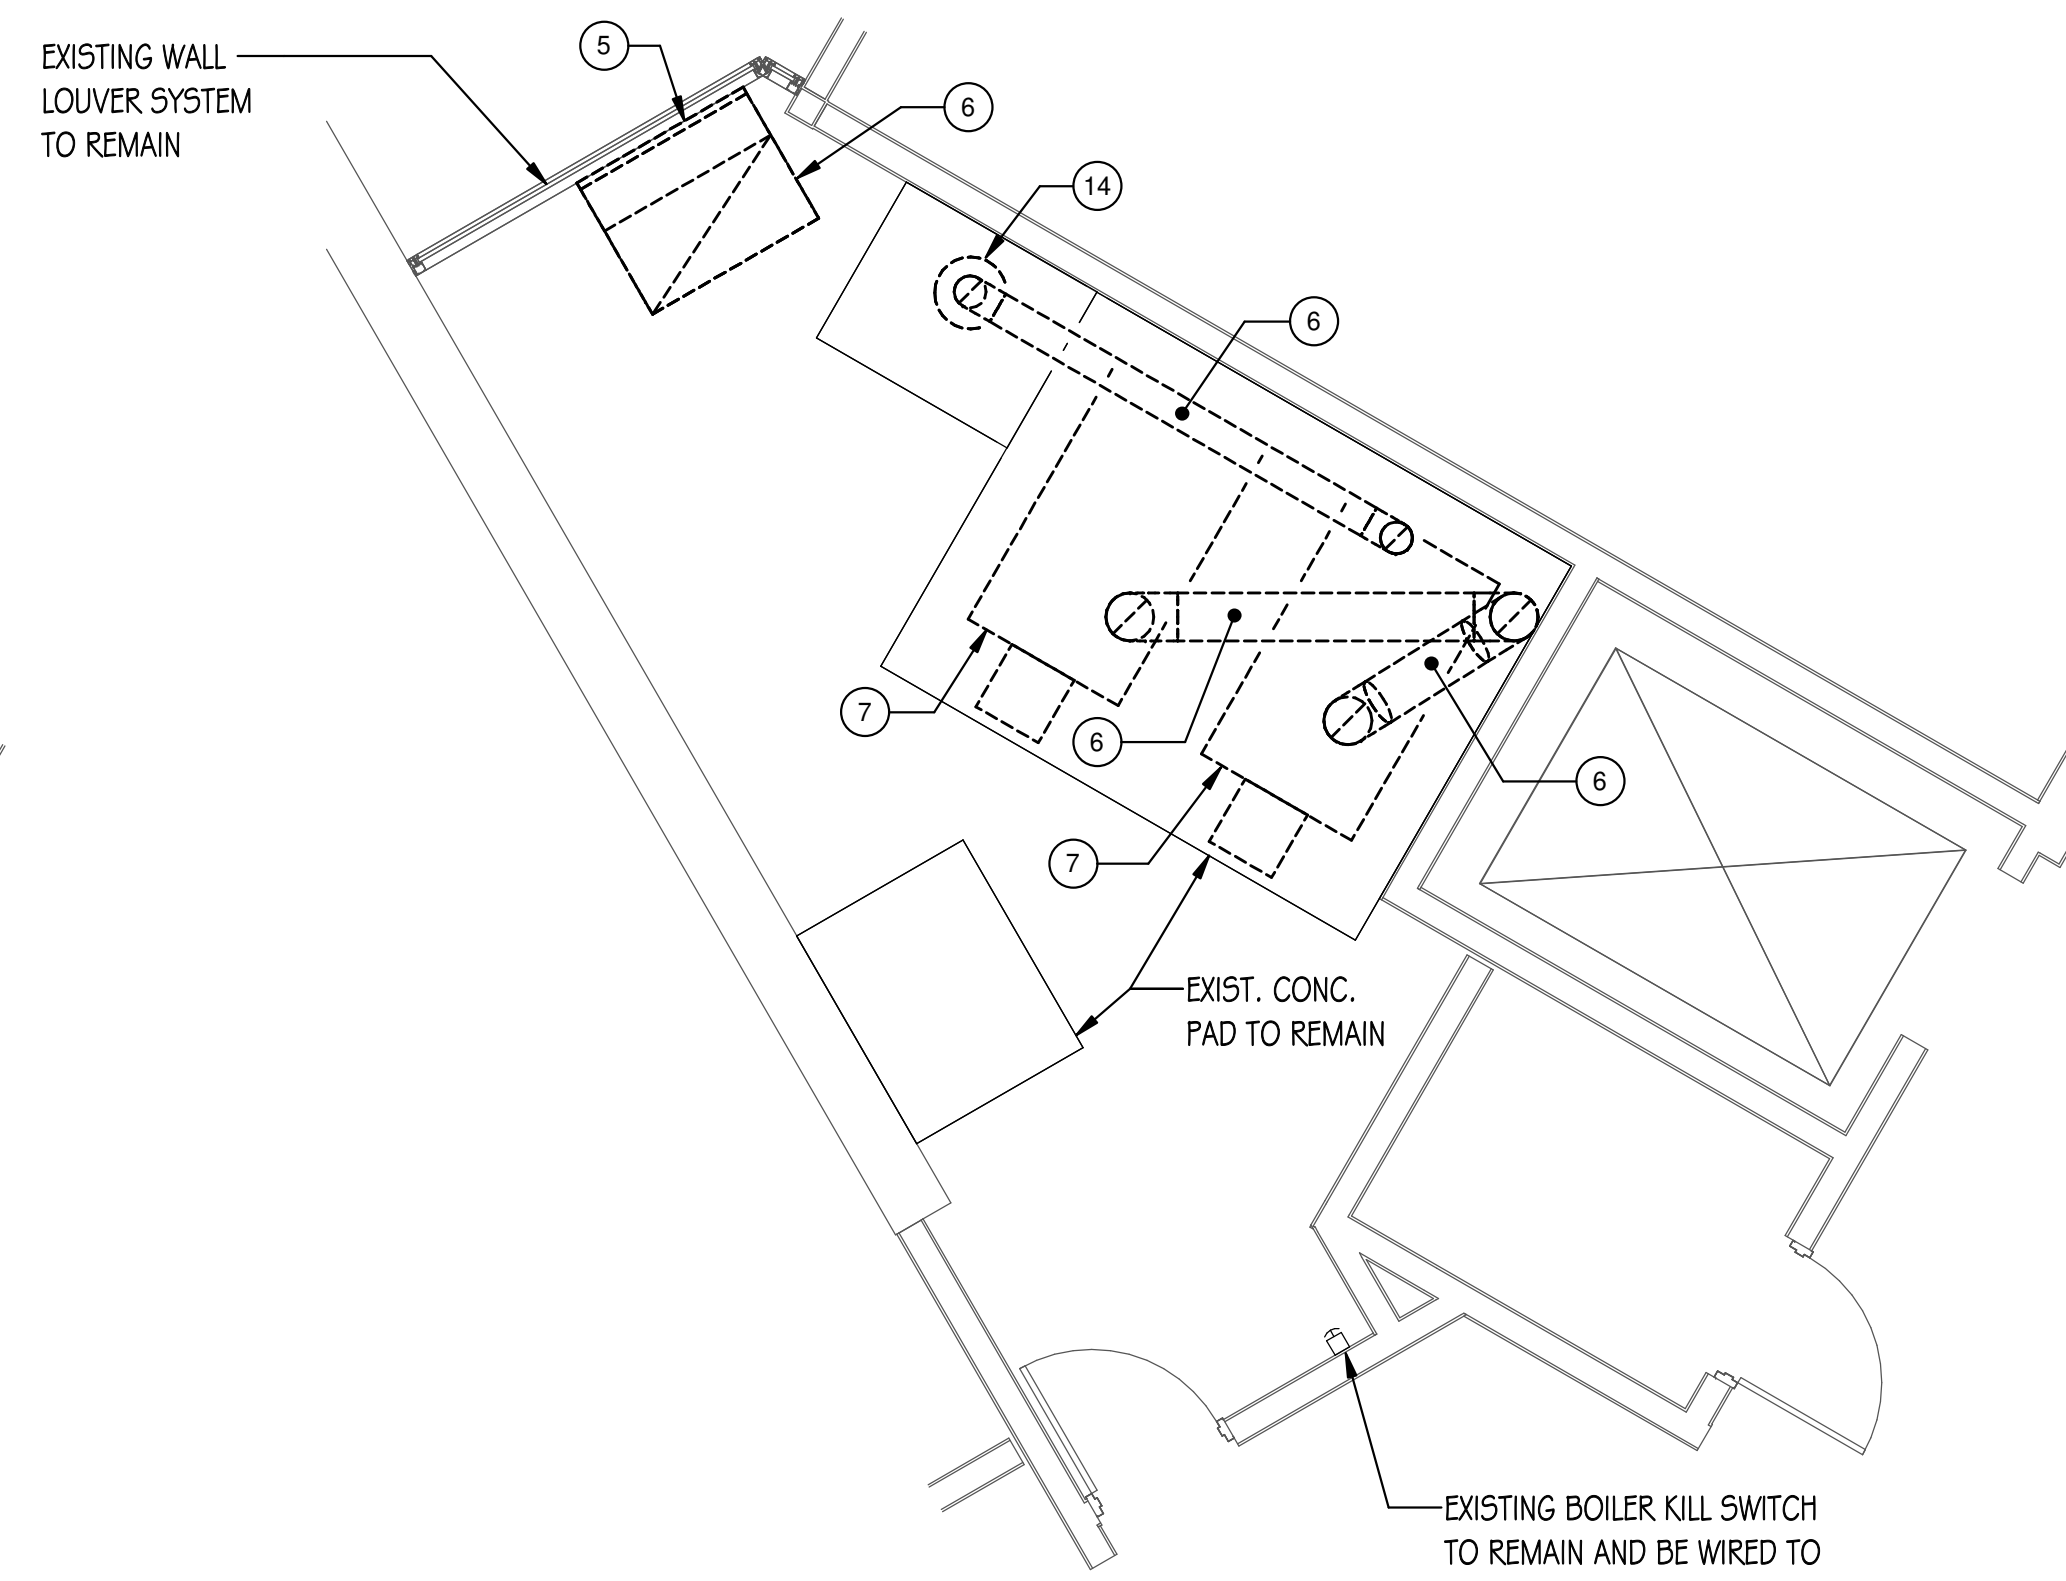 EXISTING WALL
LOUVER SYSTEM
TO REMAIN
5
6
14
6
7
6
6
7
EXIST. CONC.
PAD TO REMAIN
EXISTING BOILER KILL SWITCH
TO REMAIN AND BE WIRED TO